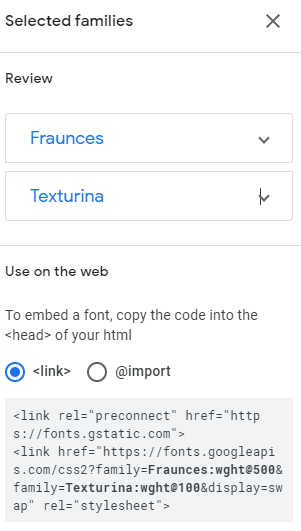 Selected families
Review
Fraunces
Texturina
Use on the web
To embed a font, copy the code into the
<head> of your html
<link>
@import
<link rel="preconnect" href="http
s://fonts.gstatic.com">
<link href="https://fonts.googleapi
s.com/css2?family=Fraunces:wght@500&
family=Texturina:wght@100&display=sw
ap" rel="stylesheet">